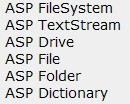 ASP FileSystem
ASP TextStream
ASP Drive
ASP File
ASP Folder
ASP Dictionary